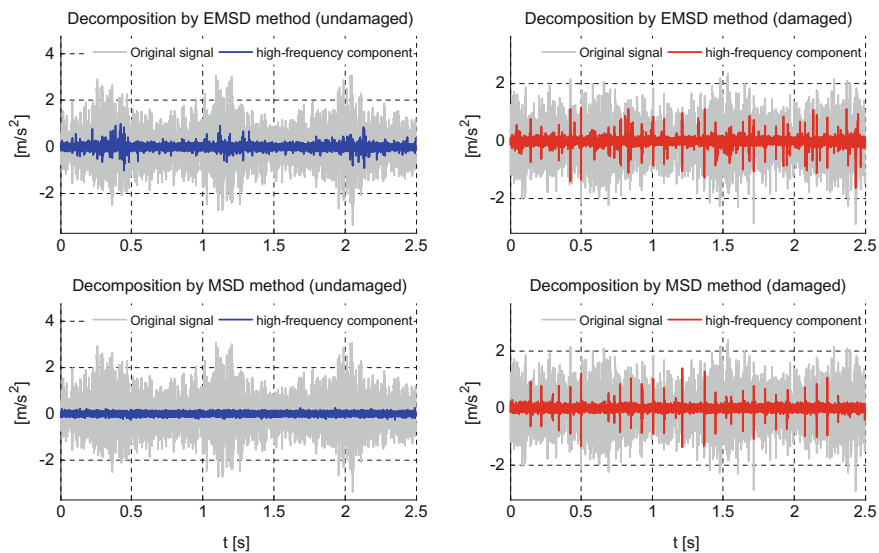 Decomposition by EMSD method (undamaged)
Original signal
high-frequency component
4
2
0
-2
[m/s²]
0
0.5
1
1.5
2
2.5
Decomposition by EMSD method (damaged)
Original signal
high-frequency component
2
0
-2
[m/s²]
0
0.5
1
1.5
2
2.5
Decomposition by MSD method (undamaged)
Original signal
high-frequency component
4
2
0
-2
[m/s²]
0
0.5
1
1.5
2
2.5
t [s]
Decomposition by MSD method (damaged)
Original signal
high-frequency component
2
0
-2
[m/s²]
0
0.5
1
1.5
2
2.5
t [s]